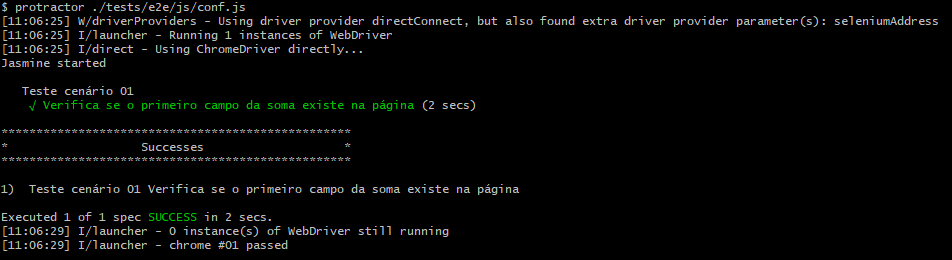 $ protractor ./tests/e2e/js/conf.js
[11:06:25] W/driverProviders - Using driver provider directConnect, but also found extra driver provider parameter(s): seleniumAddress
[11:06:25] I/launcher - Running 1 instances of WebDriver
[11:06:25] I/direct - Using ChromeDriver directly...
Jasmine started
Teste cenário 01
√ Verifica se o primeiro campo da soma existe na página (2 secs)
**************************************************
*                   Successes                    *
**************************************************
1)  Teste cenário 01 Verifica se o primeiro campo da soma existe na página
Executed 1 of 1 spec SUCCESS in 2 secs.
[11:06:29] I/launcher - 0 instance(s) of WebDriver still running
[11:06:29] I/launcher - chrome #01 passed